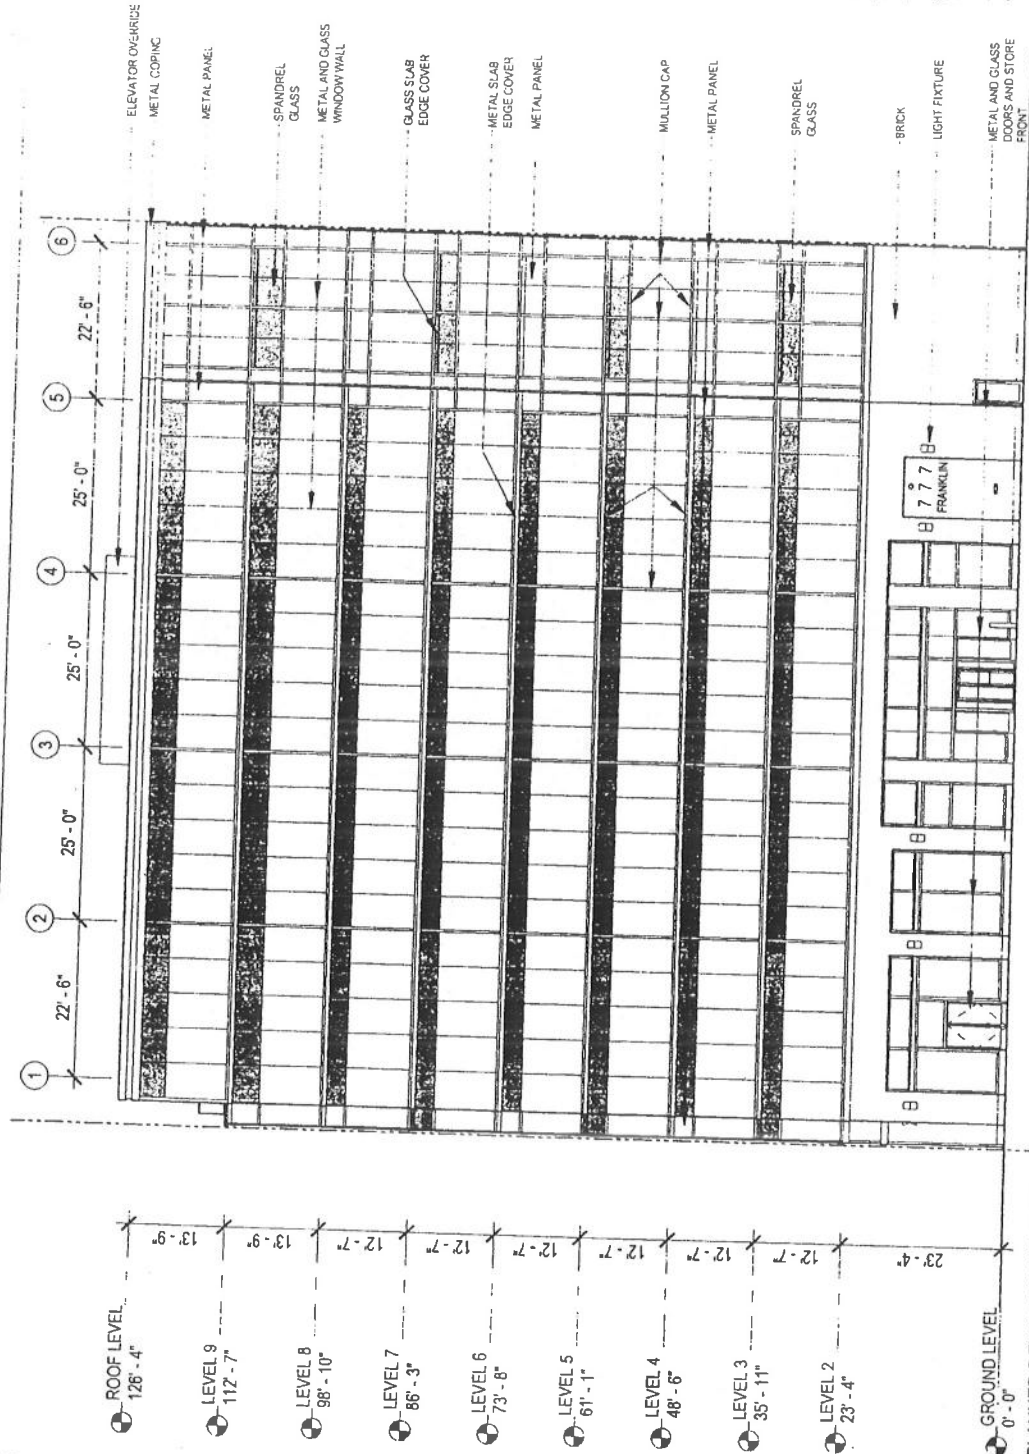 ELEVATOR OVERRIDE
METAL COPING
METAL PANEL
SPANDREL
GLASS
METAL AND GLASS
WINDOW WALL
GLASS SLAB
EDGE COVER
METAL SLAB
EDGE COVER
METAL PANEL
MULLION CAP
METAL PANEL
SPANDREL
GLASS
BRICK
LIGHT FIXTURE
METAL AND GLASS
DOORS AND STORE
FRONT
6
22' - 6"
5
25' - 0"
4
25' - 0"
3
25' - 0"
2
22' - 6"
1
7 7 7
FRANKLIN
13' - 9"
13' - 9"
12' - 7"
12' - 7"
12' - 7"
12' - 7"
12' - 7"
12' - 7"
23' - 4"
ROOF LEVEL
126' - 4"
LEVEL 9
112' - 7"
LEVEL 8
98' - 10"
LEVEL 7
86' - 3"
LEVEL 6
73' - 8"
LEVEL 5
61' - 1"
LEVEL 4
48' - 6"
LEVEL 3
35' - 11"
LEVEL 2
23' - 4"
GROUND LEVEL
0' - 0"